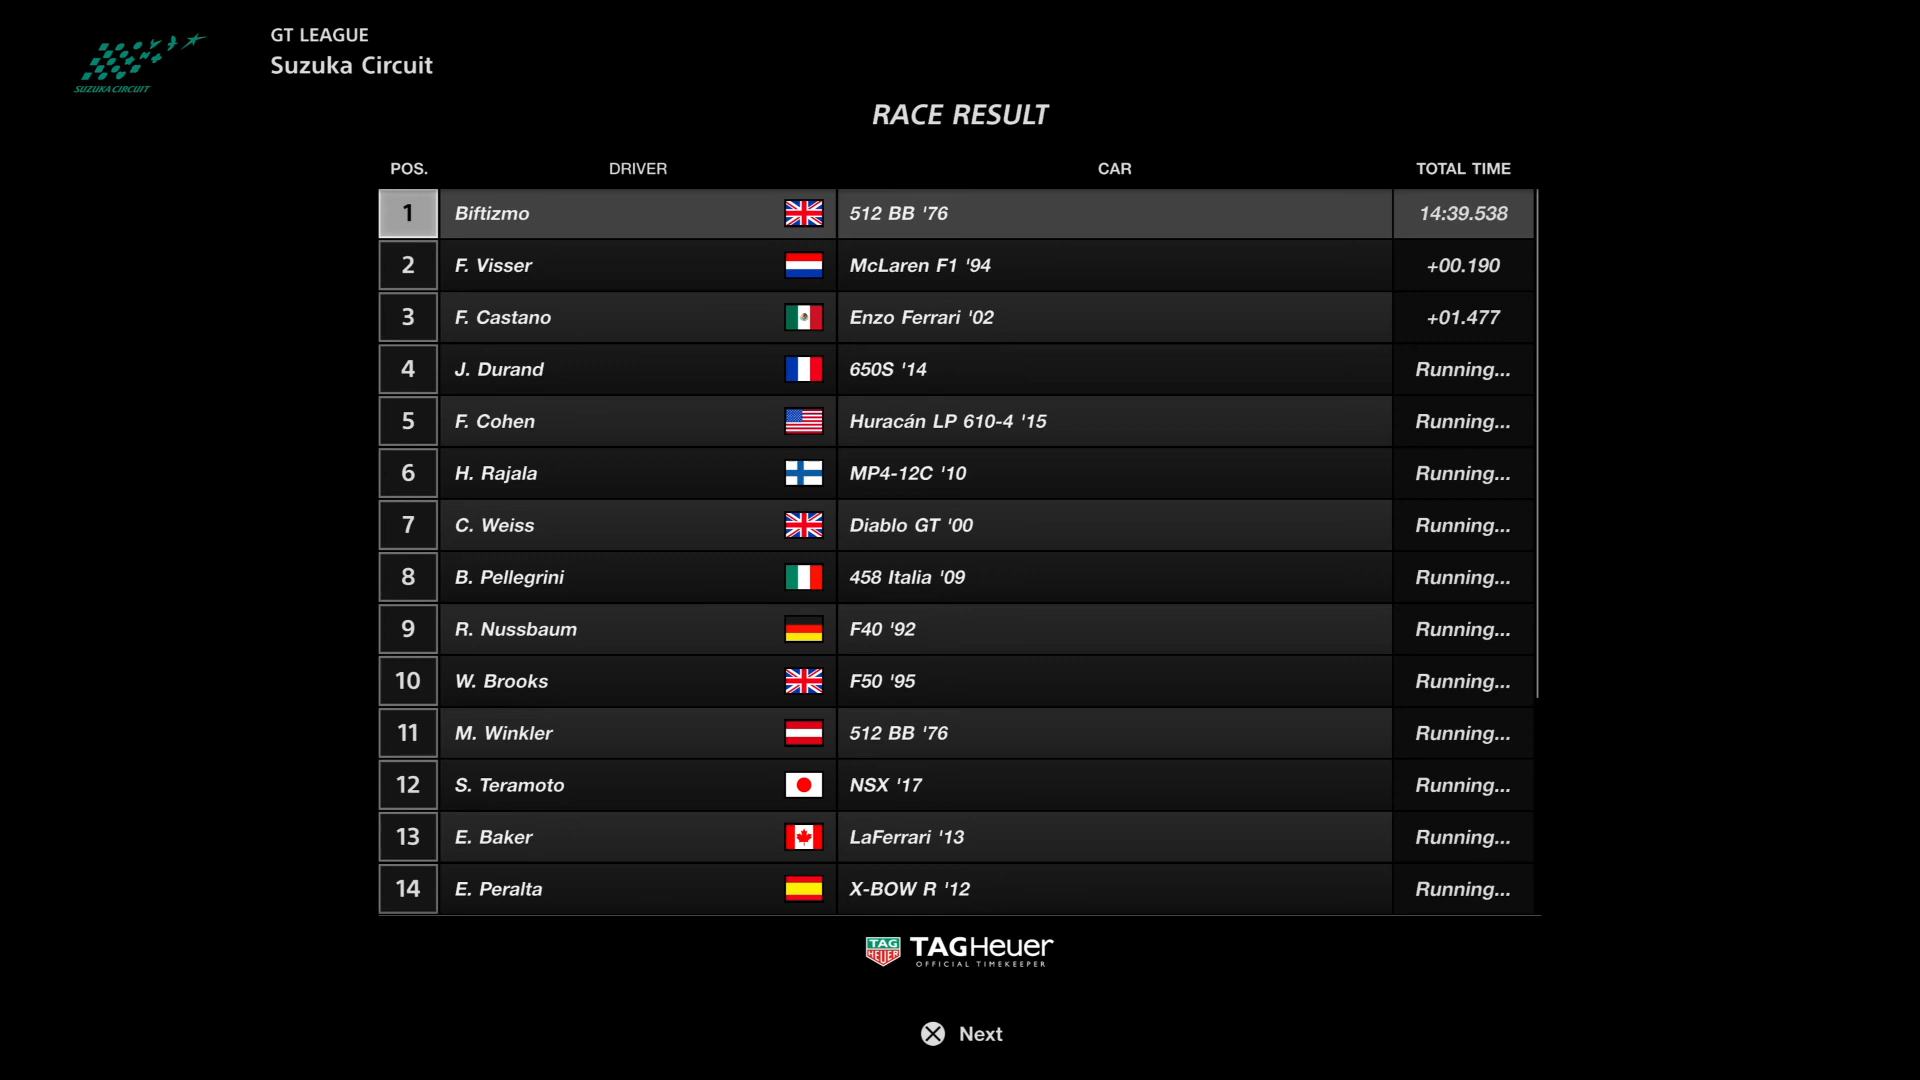 SUZUKA CIRCUIT
GT LEAGUE
Suzuka Circuit
RACE RESULT
POS. DRIVER CAR TOTAL TIME
1 Biftizmo 512 BB '76 14:39.538
2 F. Visser McLaren F1 '94 +00.190
3 F. Castano Enzo Ferrari '02 +01.477
4 J. Durand 650S '14 Running...
5 F. Cohen Huracán LP 610-4 '15 Running...
6 H. Rajala MP4-12C '10 Running...
7 C. Weiss Diablo GT '00 Running...
8 B. Pellegrini 458 Italia '09 Running...
9 R. Nussbaum F40 '92 Running...
10 W. Brooks F50 '95 Running...
11 M. Winkler 512 BB '76 Running...
12 S. Teramoto NSX '17 Running...
13 E. Baker LaFerrari '13 Running...
14 E. Peralta X-BOW R '12 Running...
TAG HEUER TAGHeuer
OFFICIAL TIMEKEEPER
Next